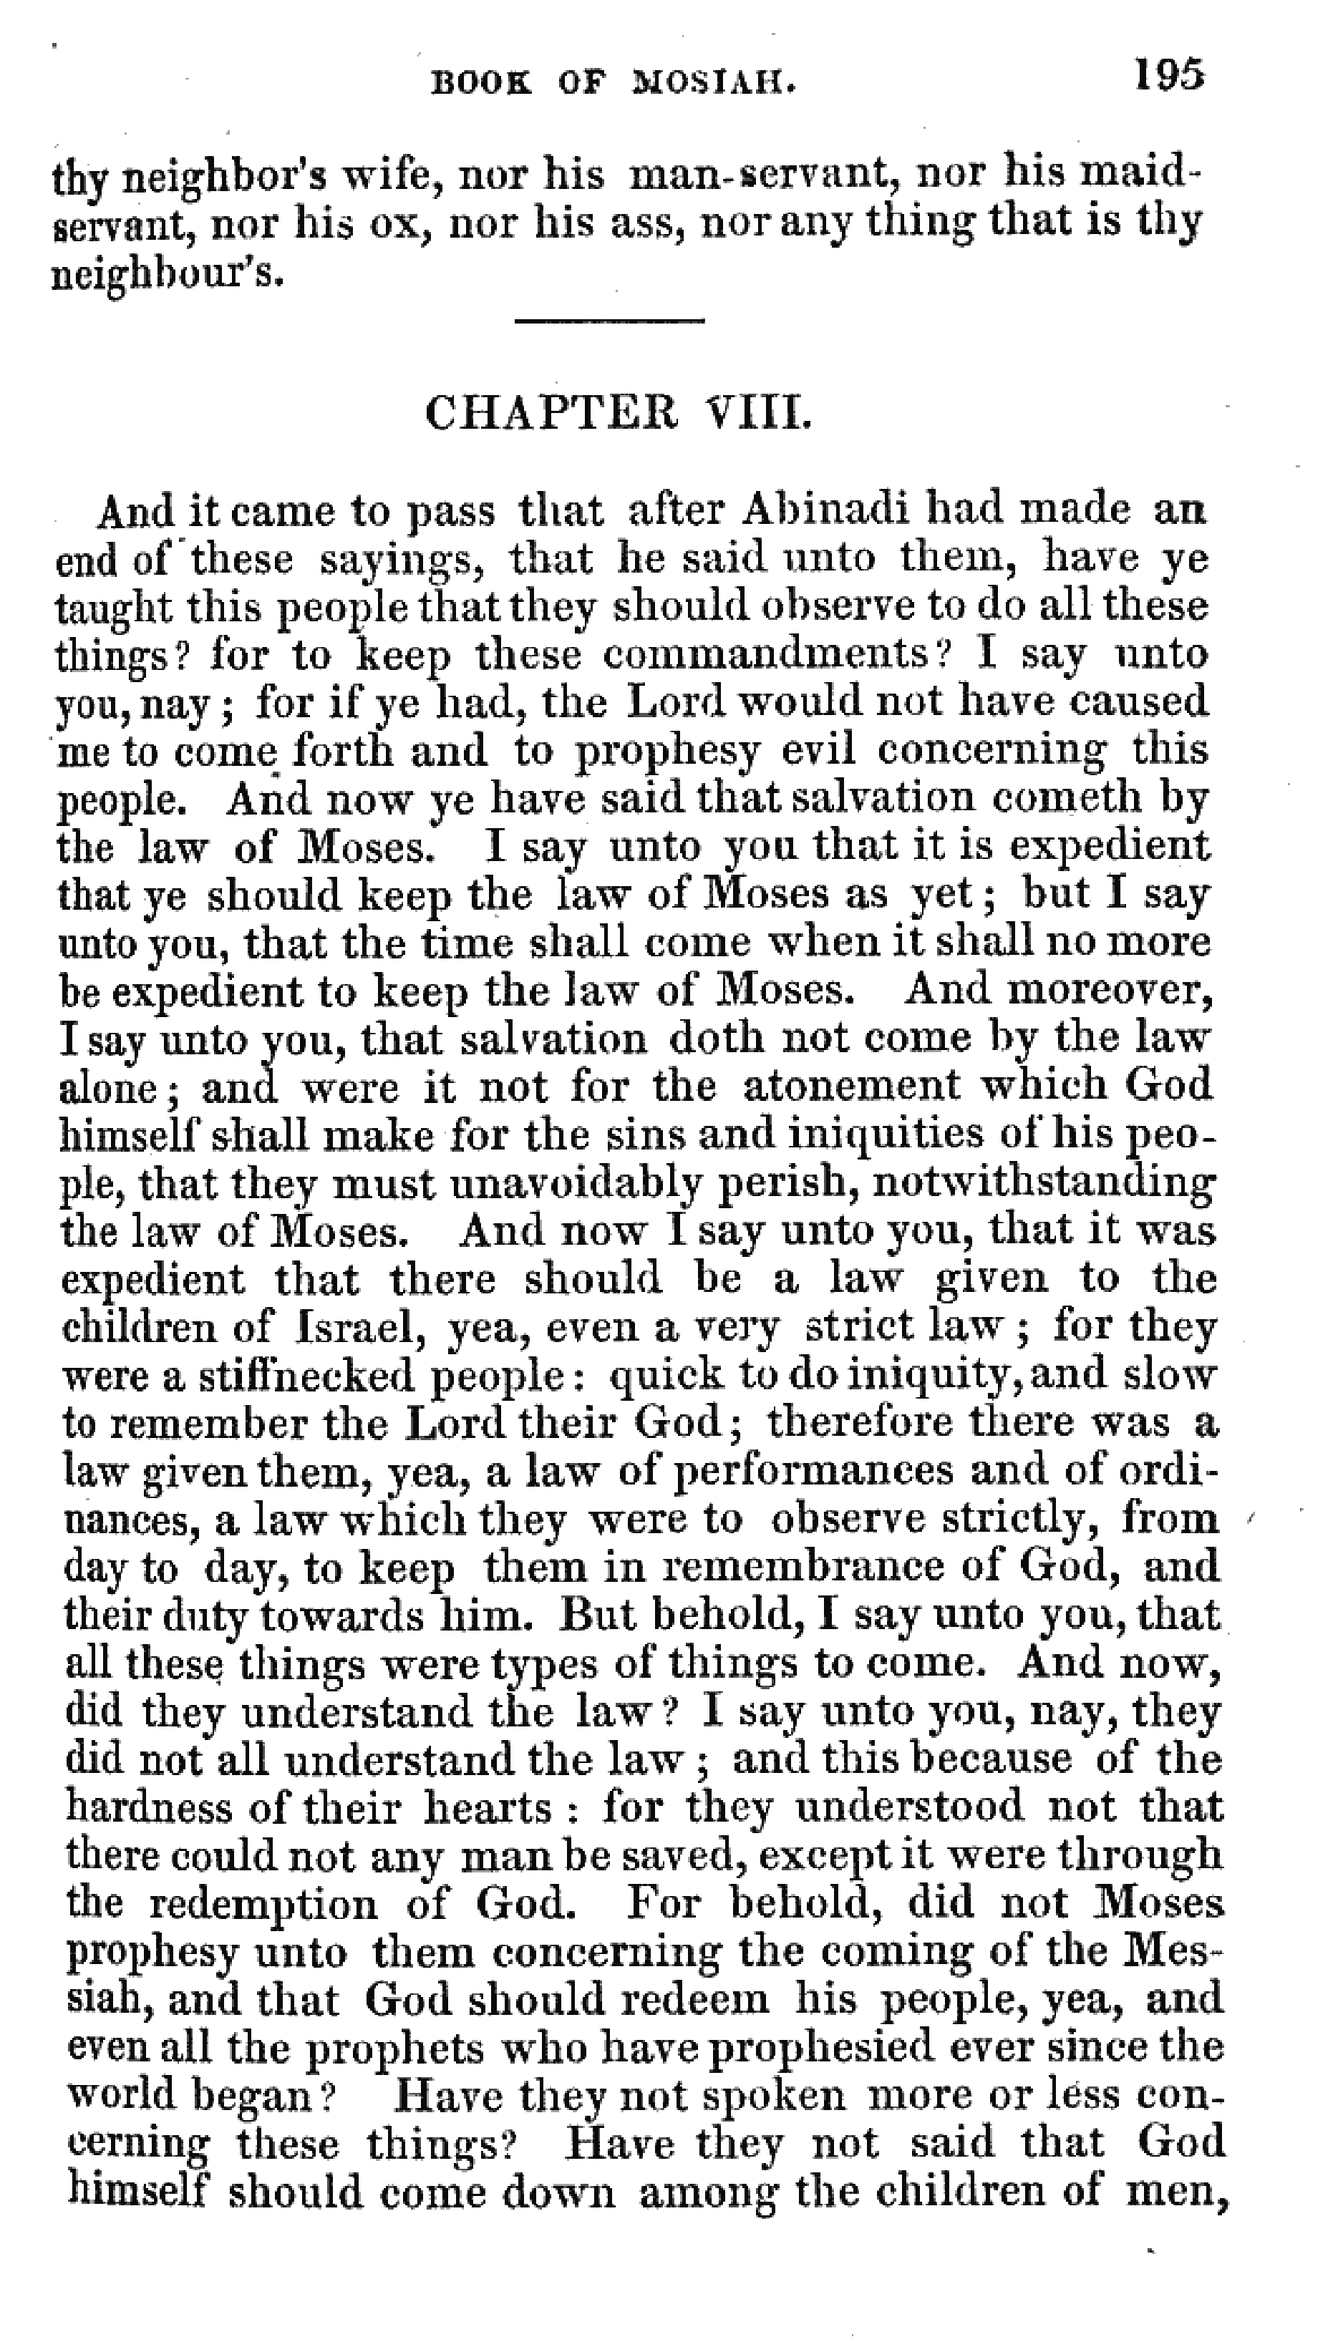 BOOK OF MOSIAH. 195
thy neighbor's wife, nor his man-servant, nor his maid-
servant, nor his ox, nor his ass, nor any thing that is thy
neighbour's.
CHAPTER VIII.
And it came to pass that after Abinadi had made an
end of these sayings, that he said unto them, have ye
taught this people that they should observe to do all these
things? for to keep these commandments? I say unto
you, nay; for if ye had, the Lord would not have caused
me to come forth and to prophesy evil concerning this
people. And now ye have said that salvation cometh by
the law of Moses. I say unto you that it is expedient
that ye should keep the law of Moses as yet; but I say
unto you, that the time shall come when it shall no more
be expedient to keep the law of Moses. And moreover,
I say unto you, that salvation doth not come by the law
alone; and were it not for the atonement which God
himself shall make for the sins and iniquities of his peo-
ple, that they must unavoidably perish, notwithstanding
the law of Moses. And now I say unto you, that it was
expedient that there should be a law given to the
children of Israel, yea, even a very strict law; for they
were a stiffnecked people: quick to do iniquity, and slow
to remember the Lord their God; therefore there was a
law given them, yea, a law of performances and of ordi-
nances, a law which they were to observe strictly, from
day to day, to keep them in remembrance of God, and
their duty towards him. But behold, I say unto you, that
all these things were types of things to come. And now,
did they understand the law? I say unto you, nay, they
did not all understand the law; and this because of the
hardness of their hearts: for they understood not that
there could not any man be saved, except it were through
the redemption of God. For behold, did not Moses
prophesy unto them concerning the coming of the Mes-
siah, and that God should redeem his people, yea, and
even all the prophets who have prophesied ever since the
world began? Have they not spoken more or less con-
cerning these things? Have they not said that God
himself should come down among the children of men,